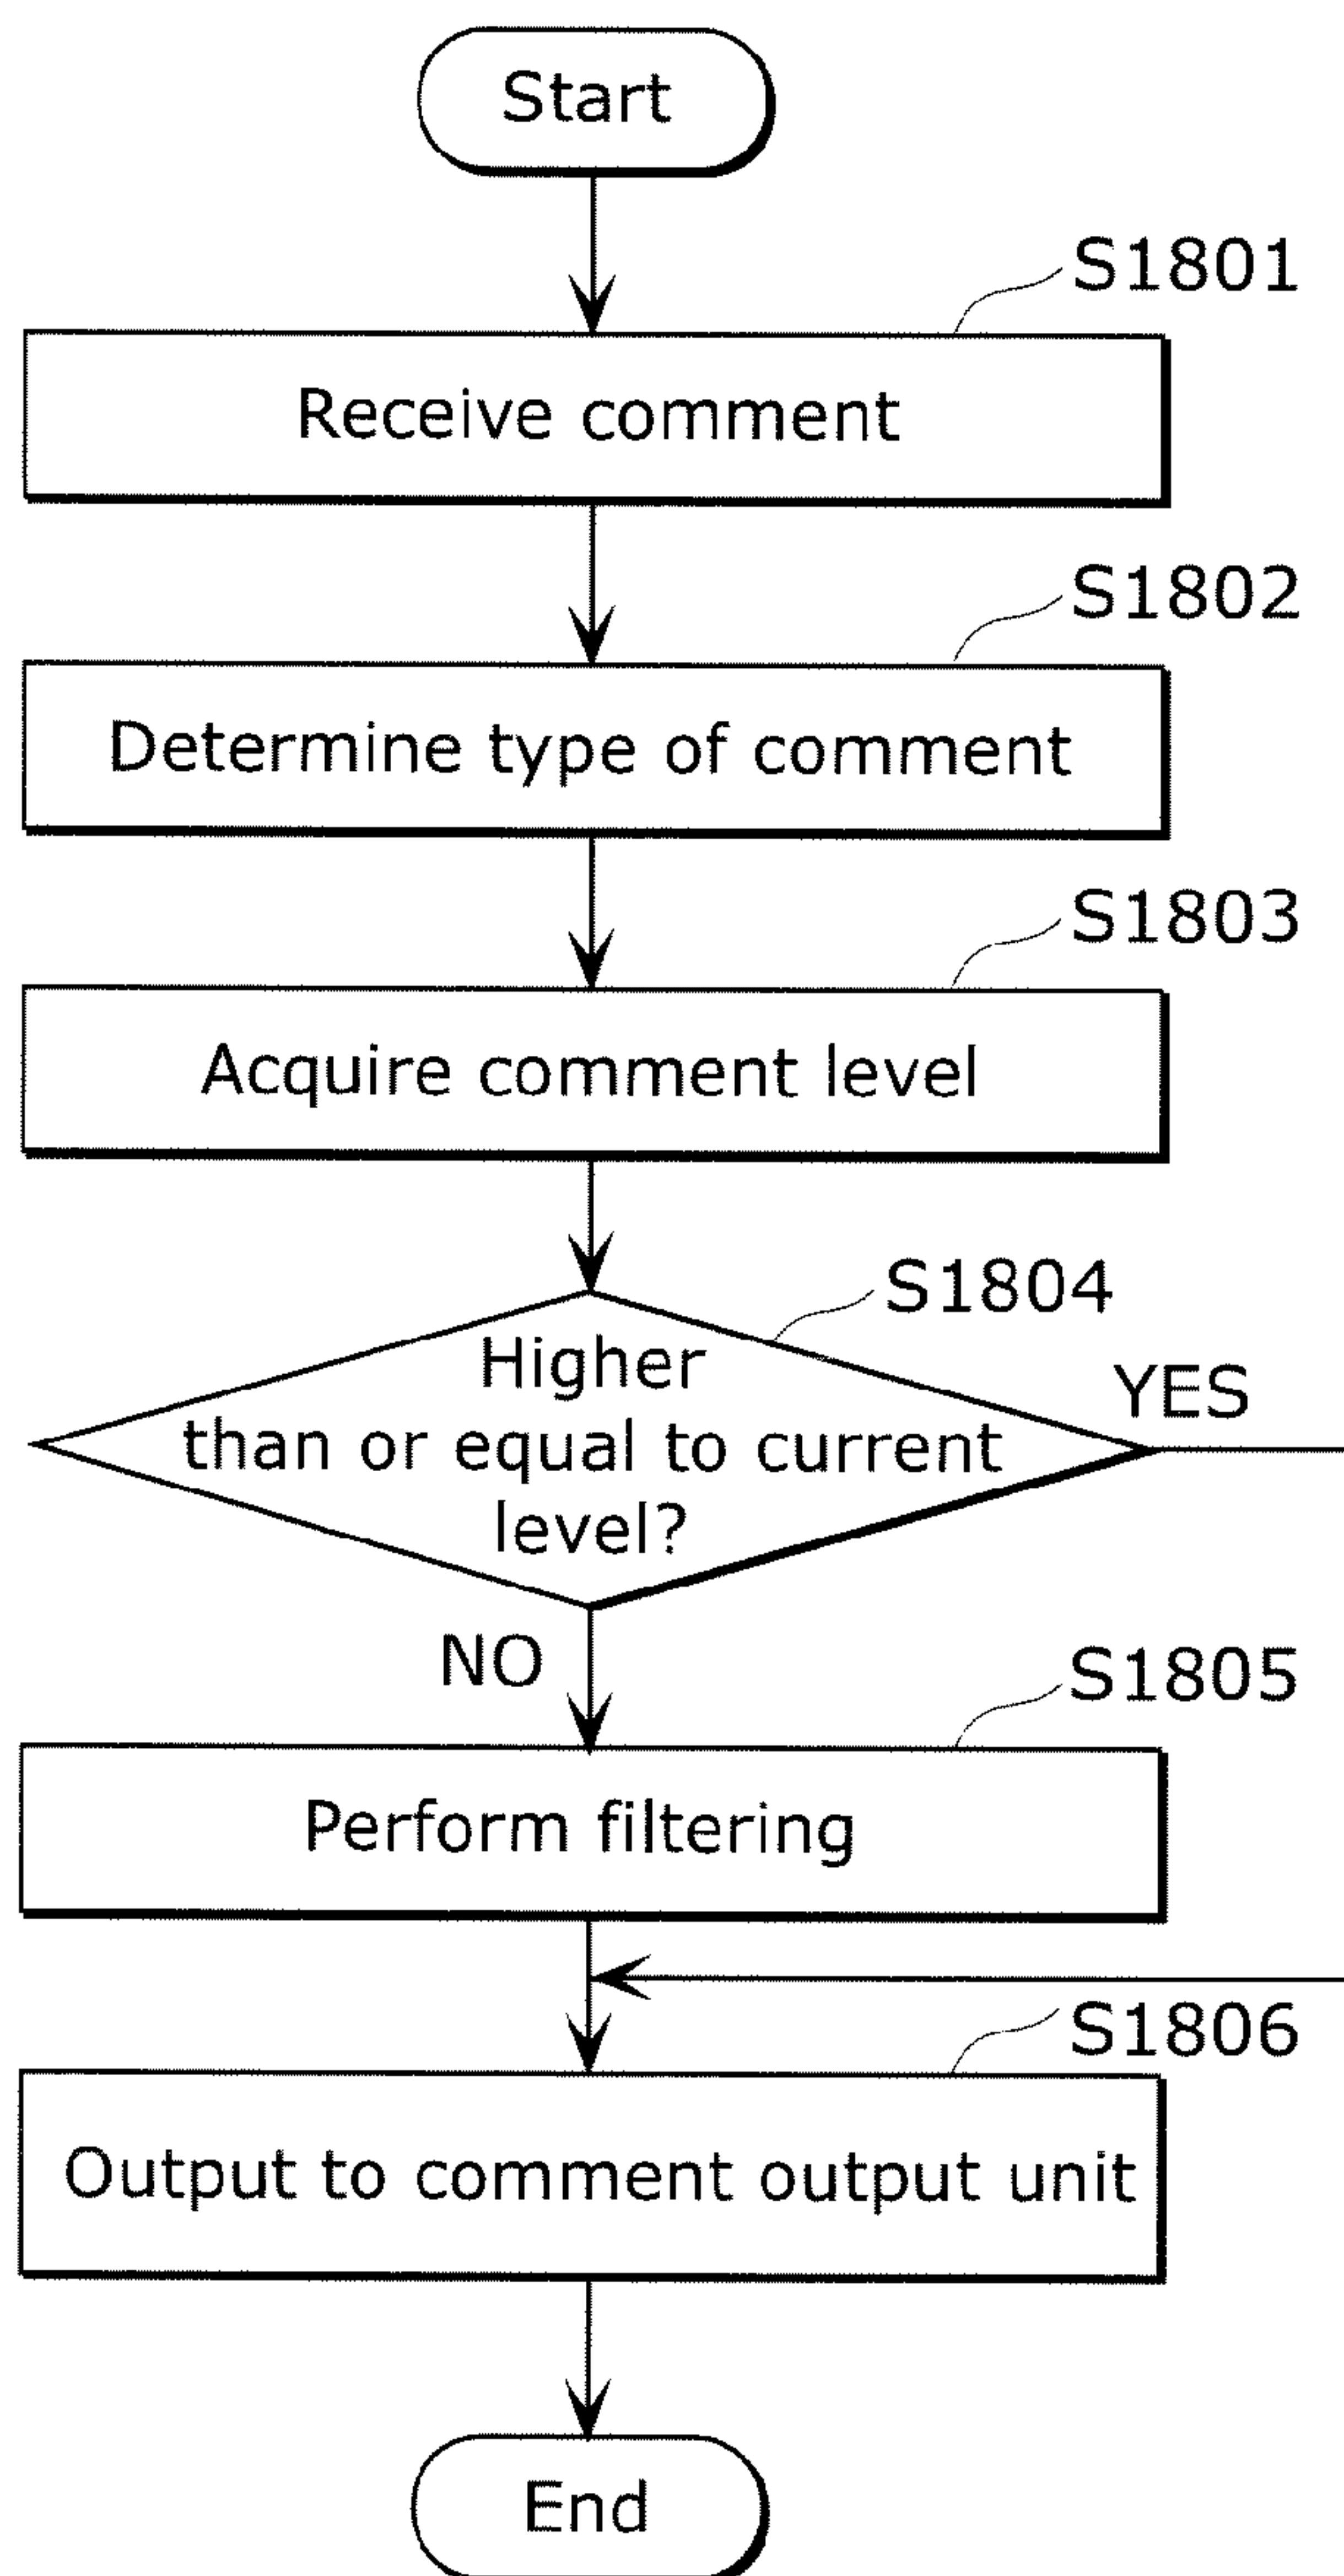 Start
S1801
Receive comment
S1802
Determine type of comment
S1803
Acquire comment level
S1804
Higher
than or equal to current
level?
YES
NO
S1805
Perform filtering
S1806
Output to comment output unit
End